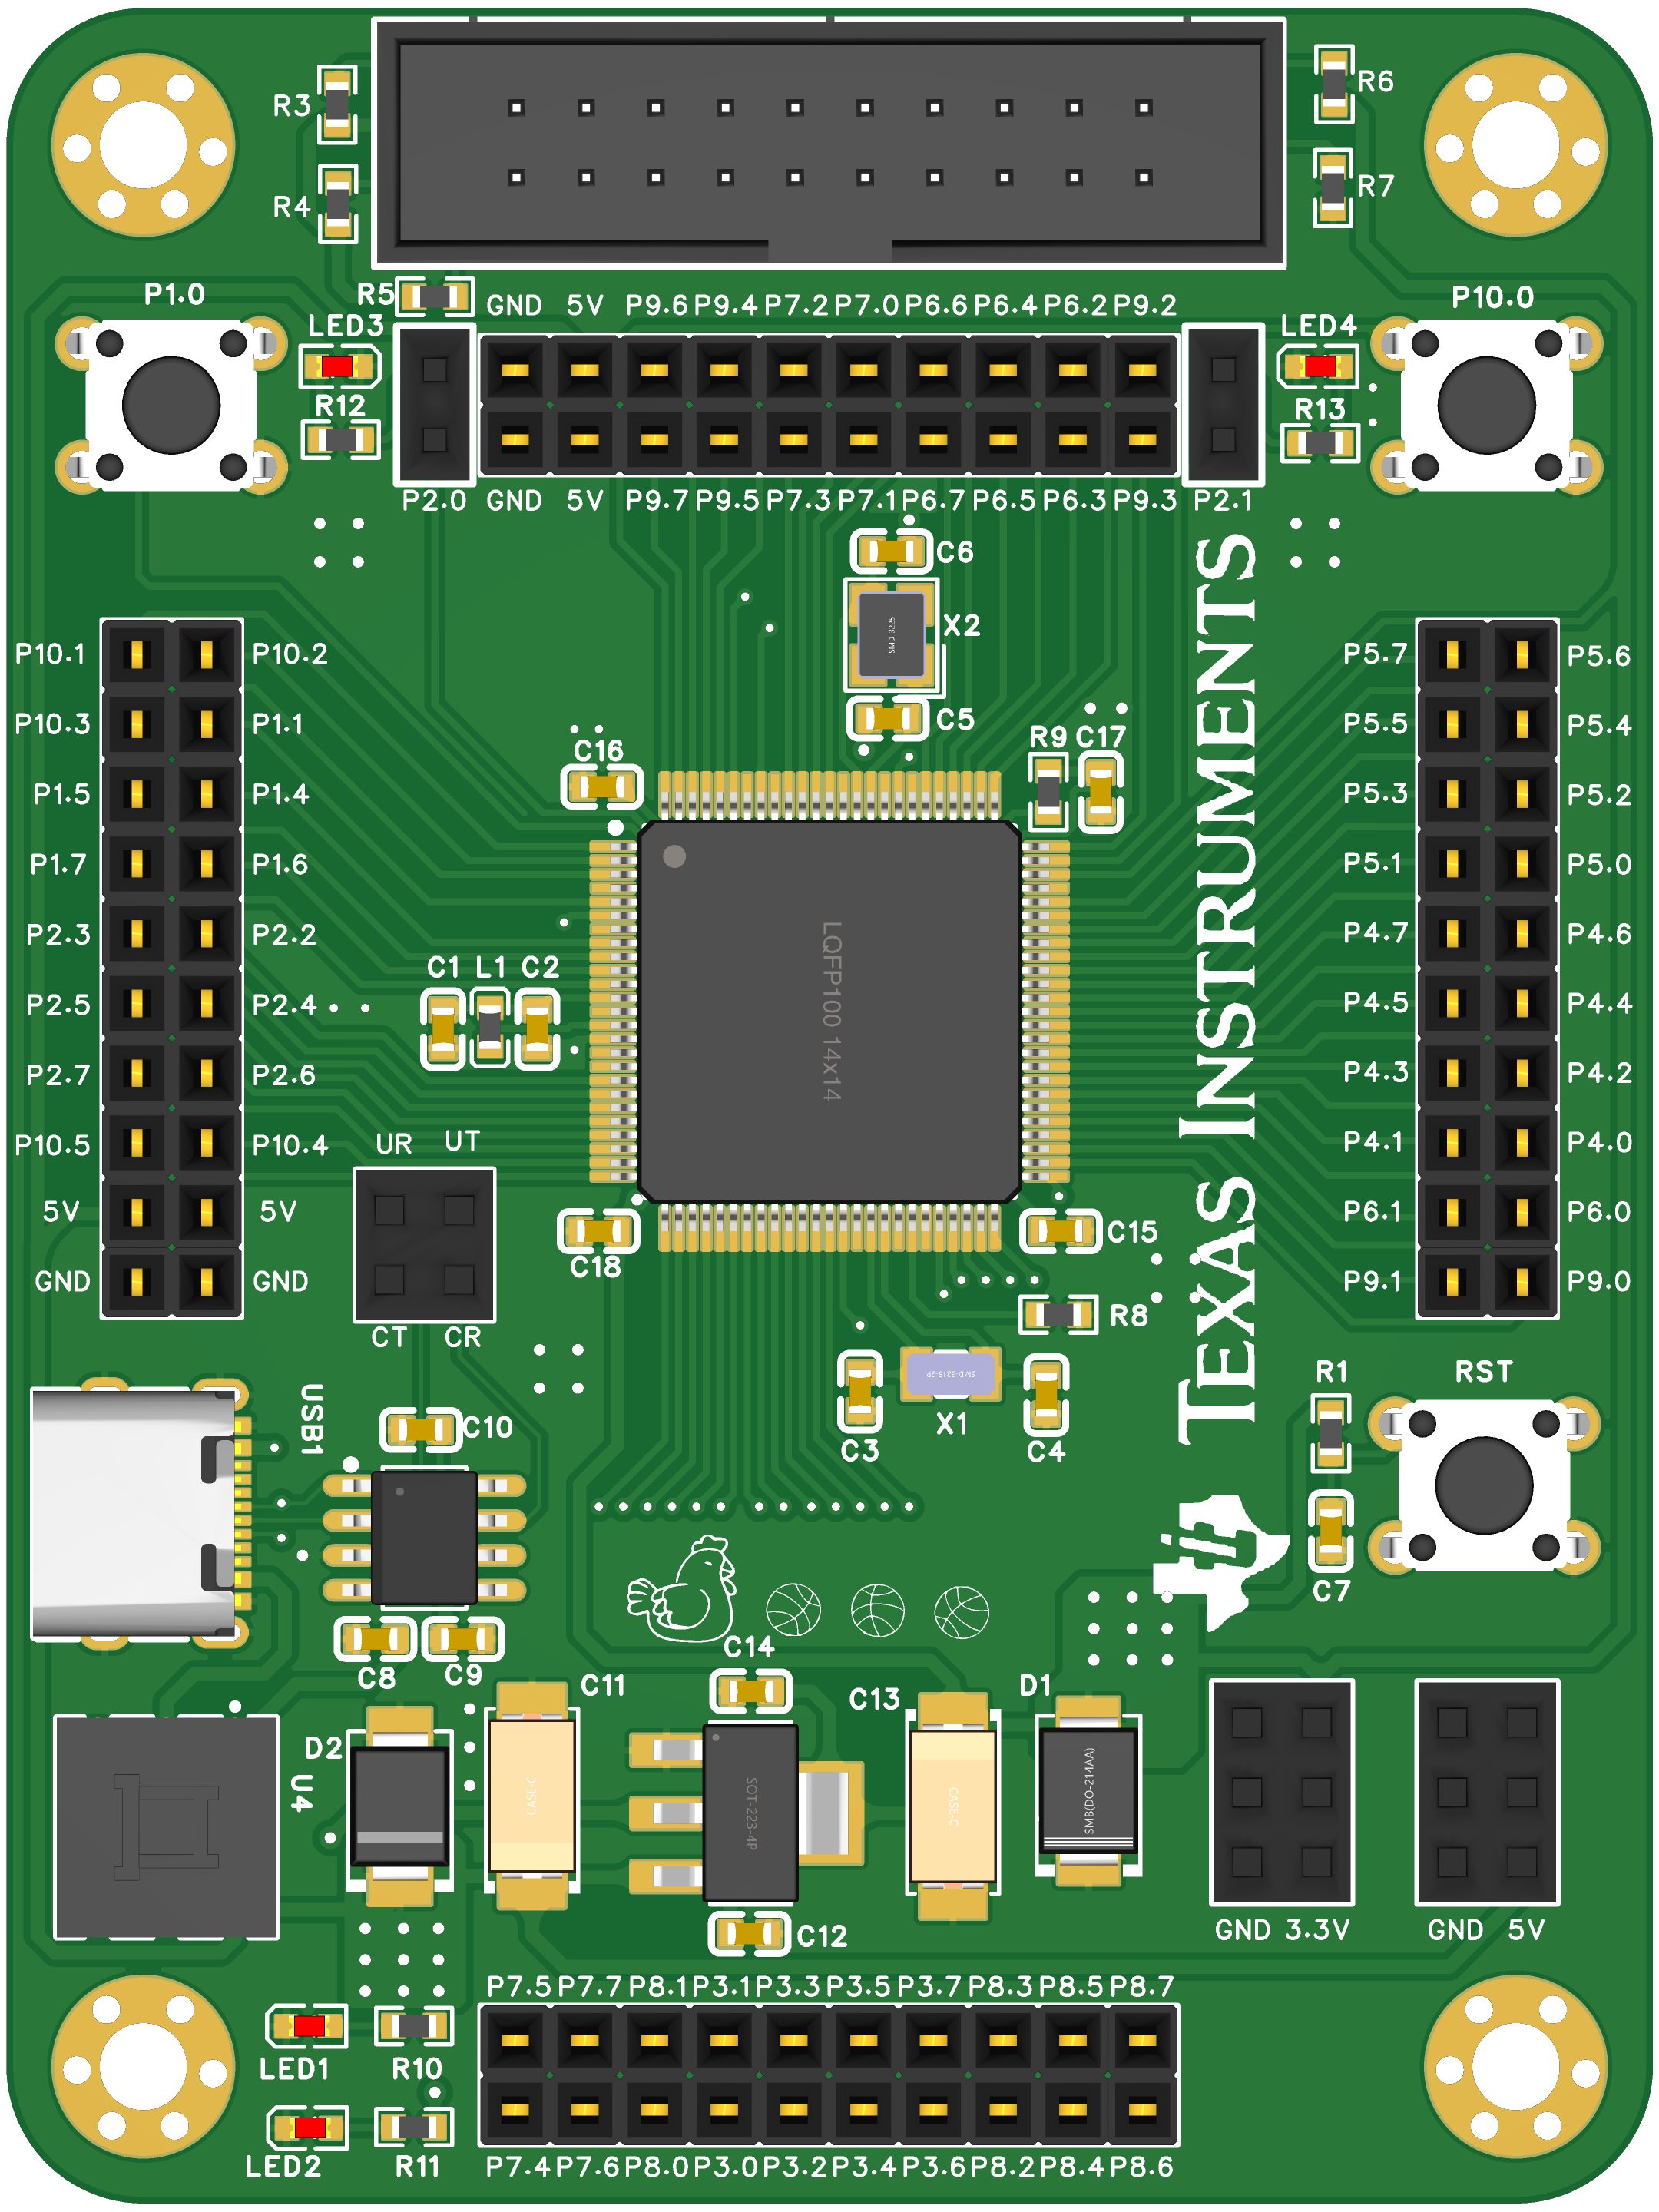 R3
R6
R4
R7
P1.0
R5
GND 5V P9.6 P9.4 P7.2 P7.0 P6.6 P6.4 P6.2 P9.2
P10.0
LED3
LED4
R12
R13
P2.0 GND 5V P9.7 P9.5 P7.3 P7.1 P6.7 P6.5 P6.3 P9.3 P2.1
C6
SMD-3225
X2
C5
R9 C17
C16
P10.1 P10.2
P10.3 P1.1
P1.5 P1.4
P1.7 P1.6
P2.3 P2.2
P2.5 P2.4
P2.7 P2.6
P10.5 P10.4
5V 5V
GND GND
P5.7 P5.6
P5.5 P5.4
P5.3 P5.2
P5.1 P5.0
P4.7 P4.6
P4.5 P4.4
P4.3 P4.2
P4.1 P4.0
P6.1 P6.0
P9.1 P9.0
LQFP100 14x14
TEXAS INSTRUMENTS
C1 L1 C2
UR UT
CT CR
C18
C15
R8
SMD-3215-2P
X1
C3
C4
R1
RST
USB1
C10
C7
ti
C8
C9
C14
C11
C13
D1
D2
U4
CASE-C
SOT-223-4P
CASE-C
SMB(DO-214AA)
C12
GND 3.3V
GND 5V
P7.5 P7.7 P8.1 P3.1 P3.3 P3.5 P3.7 P8.3 P8.5 P8.7
LED1
R10
LED2
R11
P7.4 P7.6 P8.0 P3.0 P3.2 P3.4 P3.6 P8.2 P8.4 P8.6